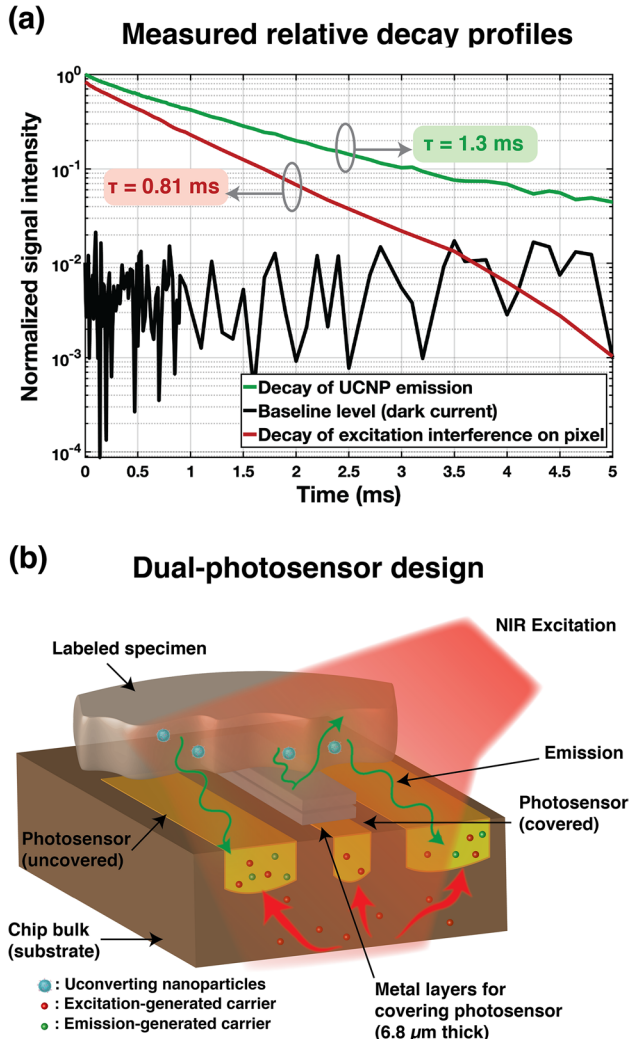 (a)
Measured relative decay profiles
Normalized signal intensity
10⁰
10⁻¹
10⁻²
10⁻³
10⁻⁴
τ = 1.3 ms
τ = 0.81 ms
Decay of UCNP emission
Baseline level (dark current)
Decay of excitation interference on pixel
0 0.5 1 1.5 2 2.5 3 3.5 4 4.5 5
Time (ms)
(b)
Dual-photosensor design
NIR Excitation
Labeled specimen
Emission
Photosensor
(covered)
Photosensor
(uncovered)
Chip bulk
(substrate)
Metal layers for
covering photosensor
(6.8 µm thick)
: Uconverting nanoparticles
: Excitation-generated carrier
: Emission-generated carrier